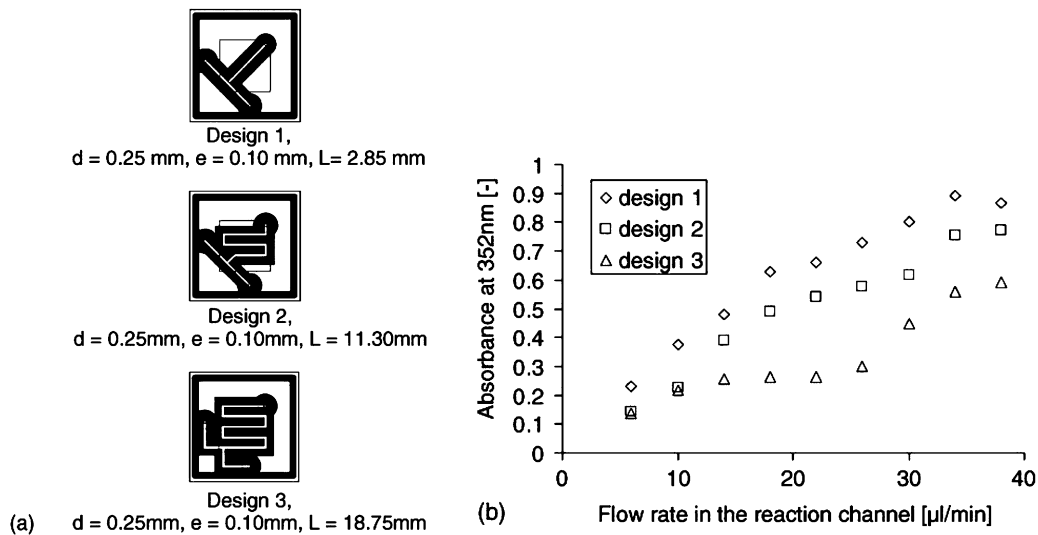 Design 1,
d = 0.25 mm, e = 0.10 mm, L= 2.85 mm
Design 2,
d = 0.25mm, e = 0.10mm, L = 11.30mm
Design 3,
(a) d = 0.25mm, e = 0.10mm, L = 18.75mm
Absorbance at 352nm [-]
1
0.9
0.8
0.7
0.6
0.5
0.4
0.3
0.2
0.1
0
design 1
design 2
design 3
0 10 20 30 40
(b) Flow rate in the reaction channel [µl/min]